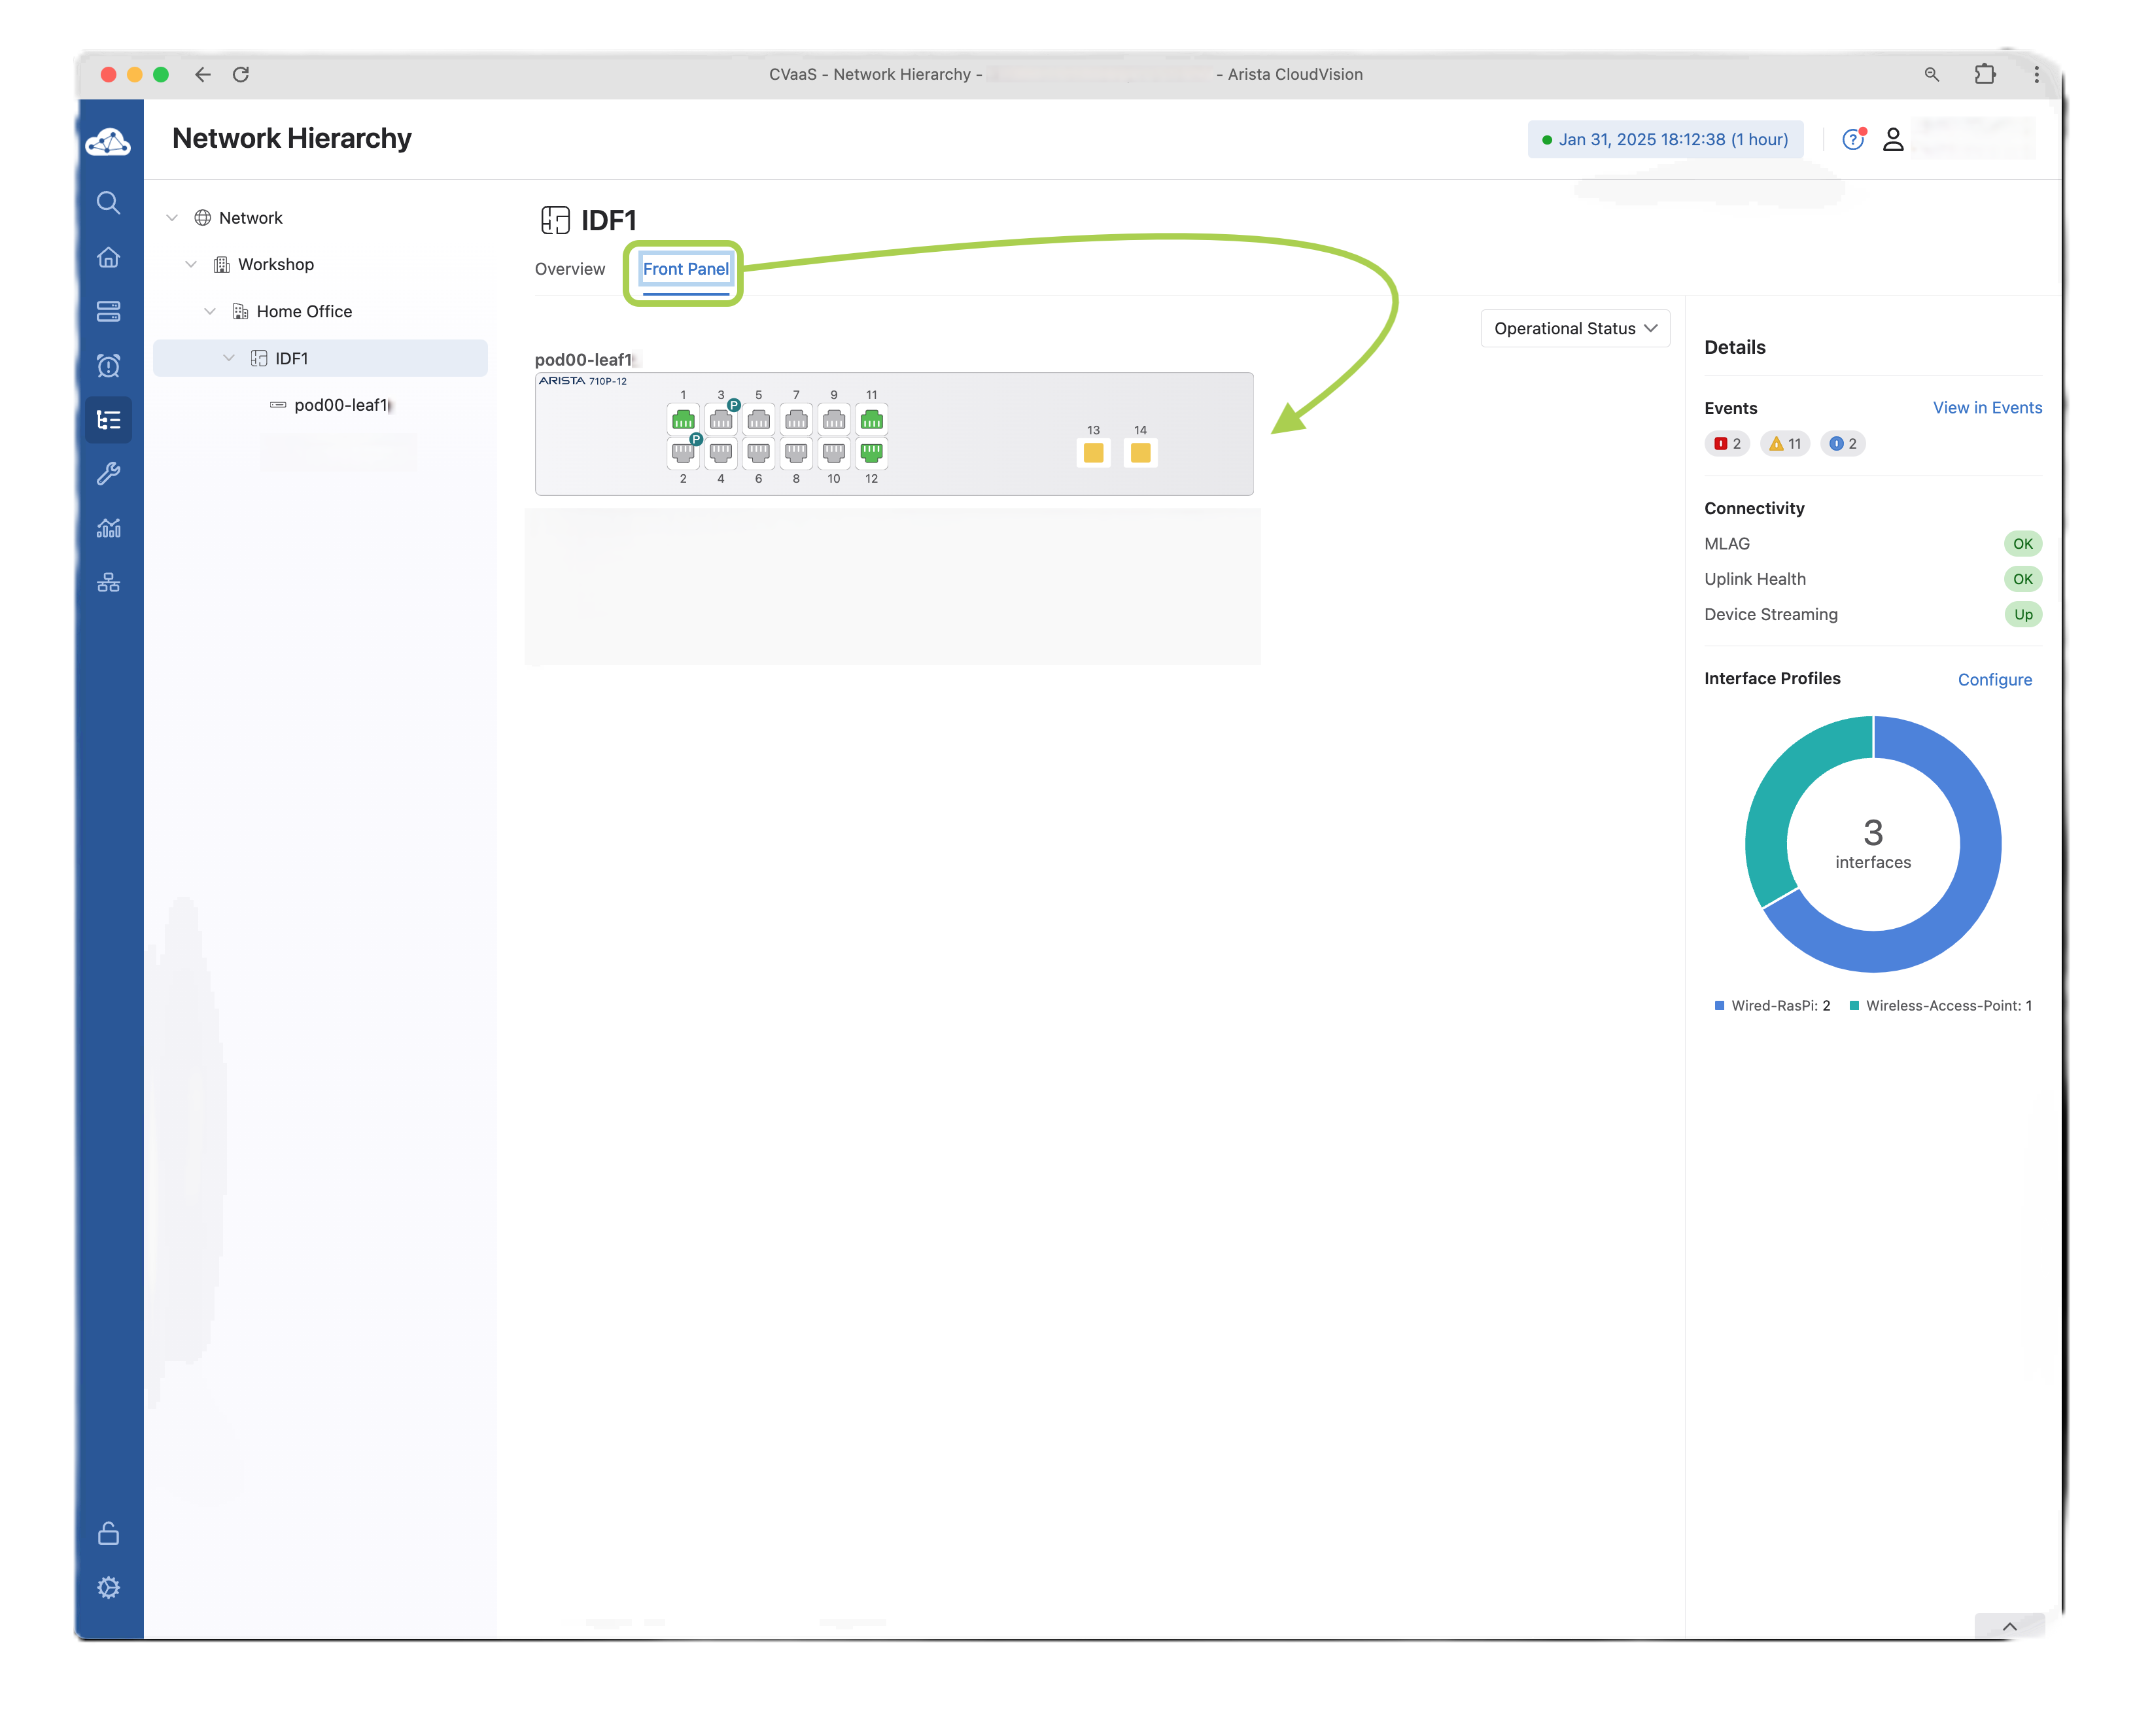 CVaaS - Network Hierarchy - - Arista CloudVision
Network Hierarchy
Jan 31, 2025 18:12:38 (1 hour)
?
Network
Workshop
Home Office
IDF1
pod00-leaf1
IDF1
Overview
Front Panel
Operational Status
pod00-leaf1
ARISTA 710P-12
1 3 5 7 9 11
P
P
2 4 6 8 10 12
13 14
Details
Events View in Events
2 11 2
Connectivity
MLAG OK
Uplink Health OK
Device Streaming Up
Interface Profiles Configure
3
interfaces
Wired-RasPi: 2 Wireless-Access-Point: 1